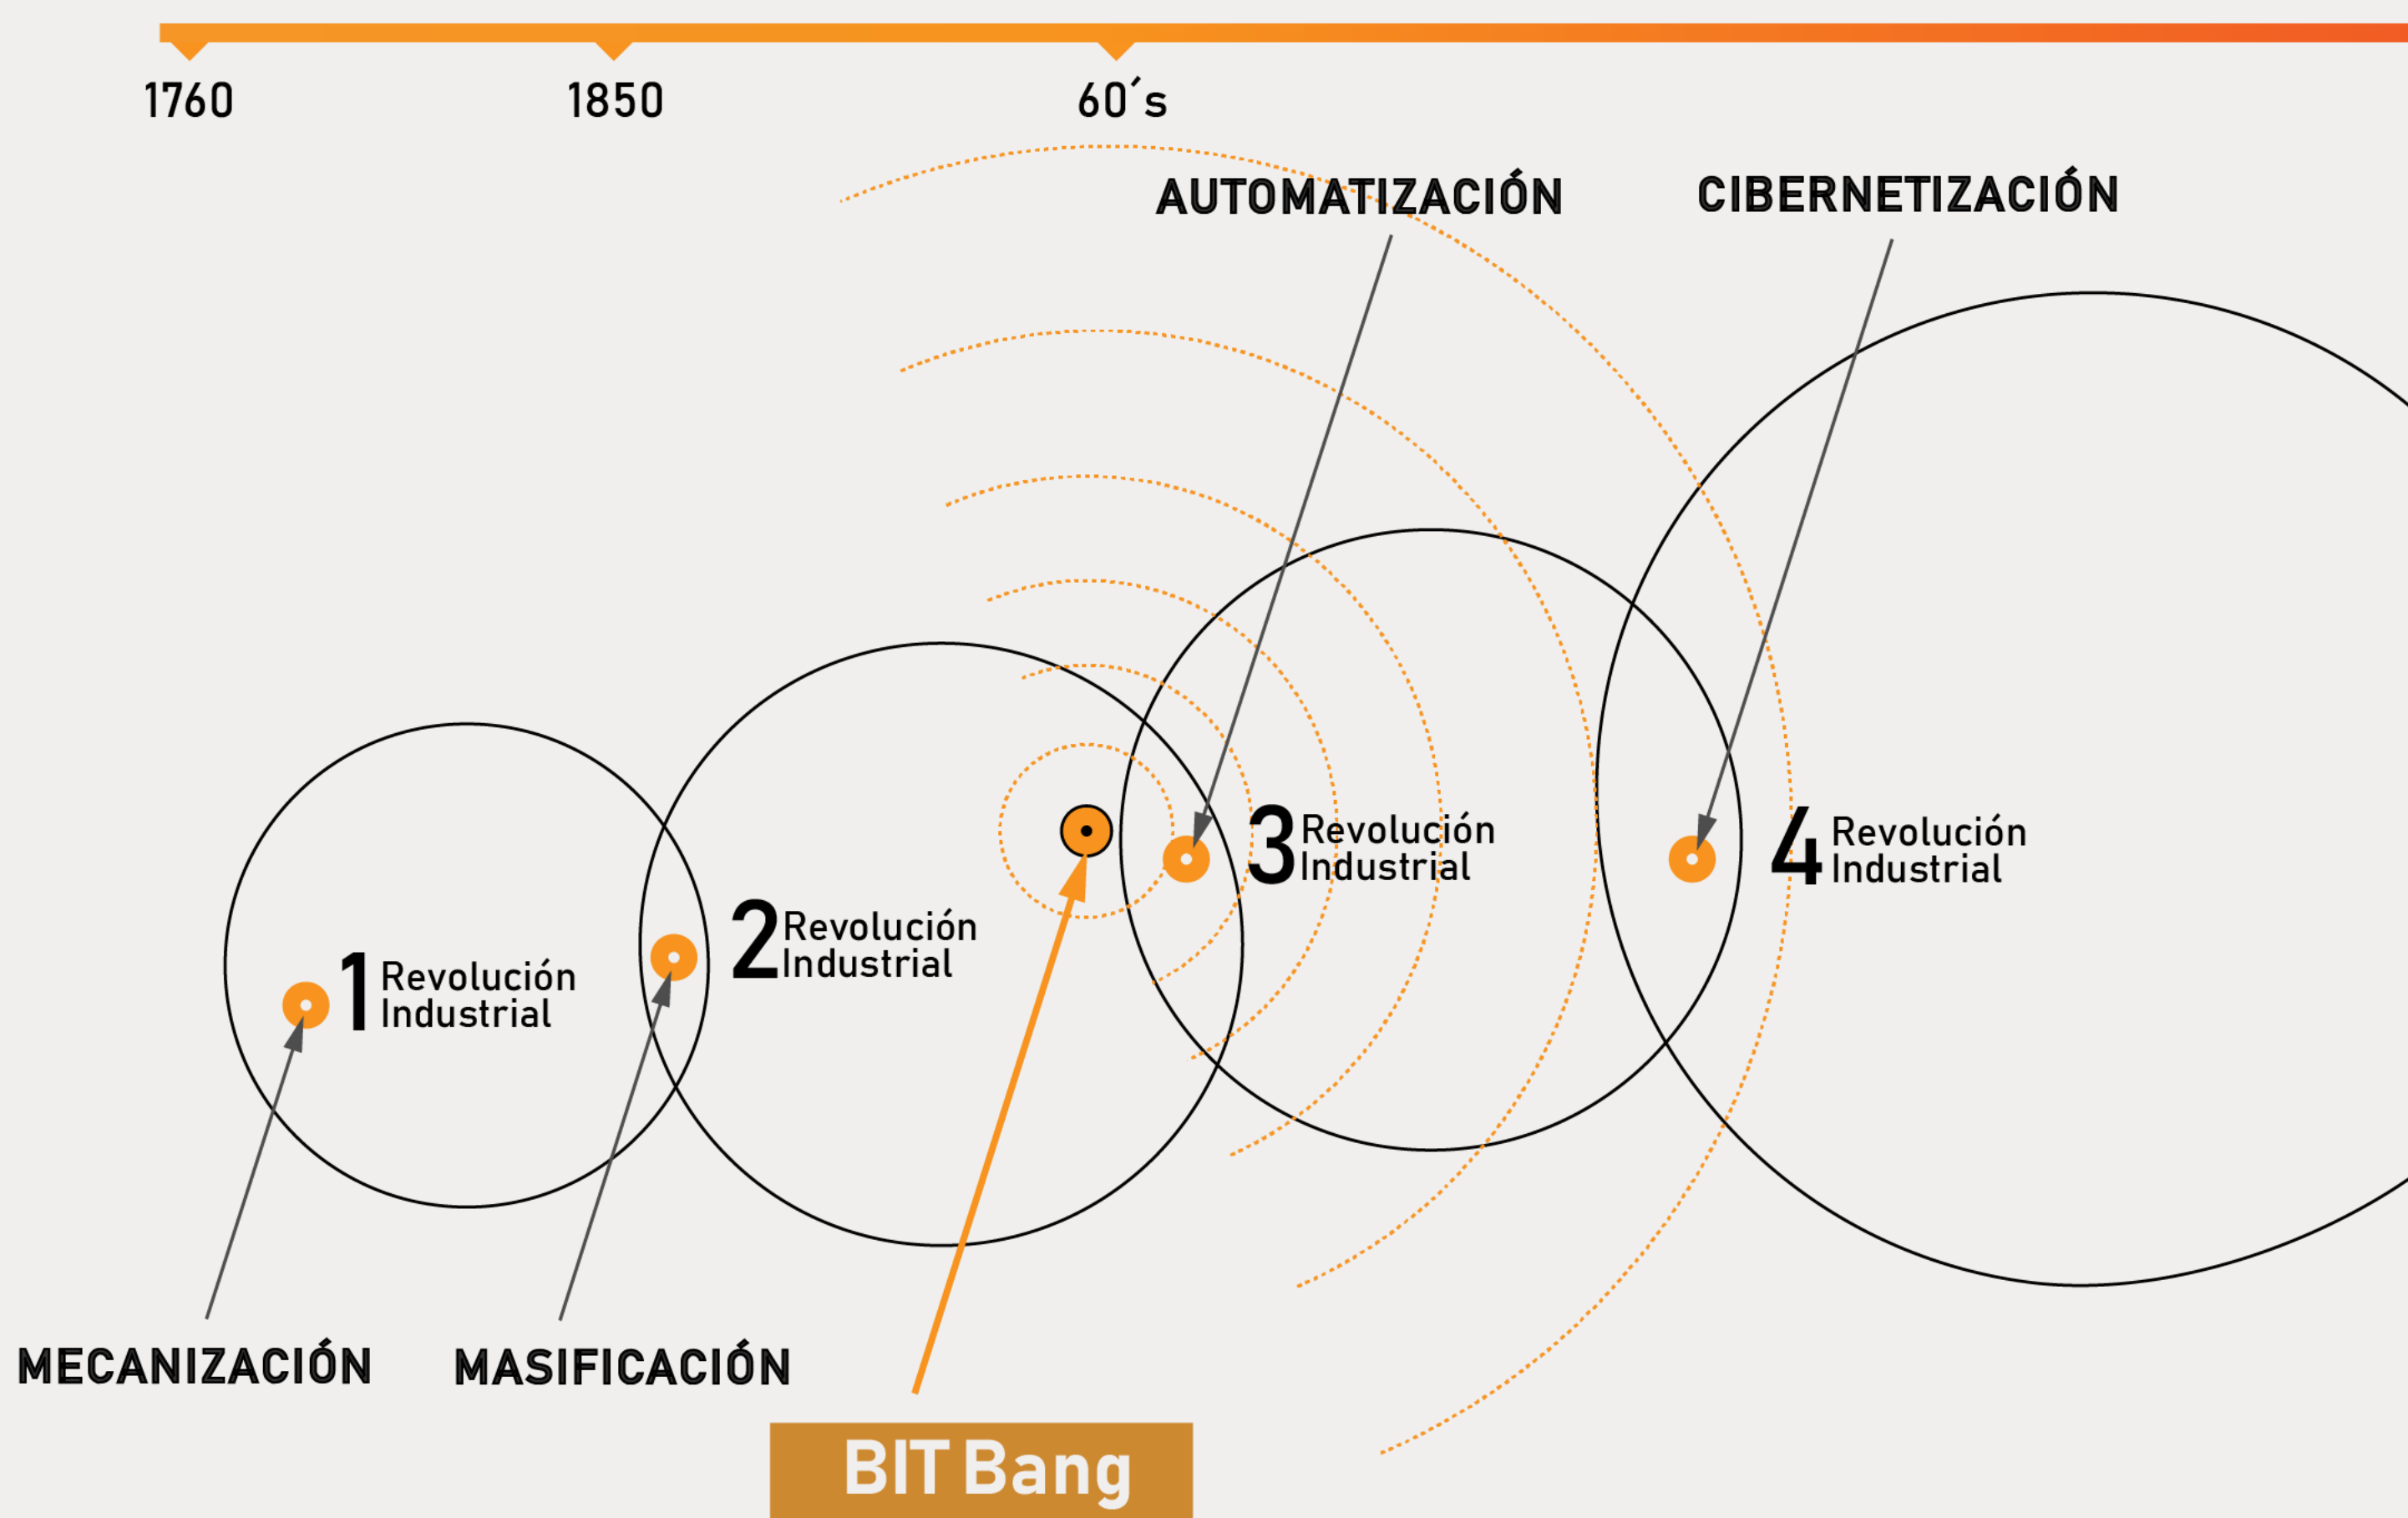 1760
1850
60´s
AUTOMATIZACIÓN
CIBERNETIZACIÓN
1 Revolución
Industrial
2 Revolución
Industrial
3 Revolución
Industrial
4 Revolución
Industrial
MECANIZACIÓN
MASIFICACIÓN
BIT Bang